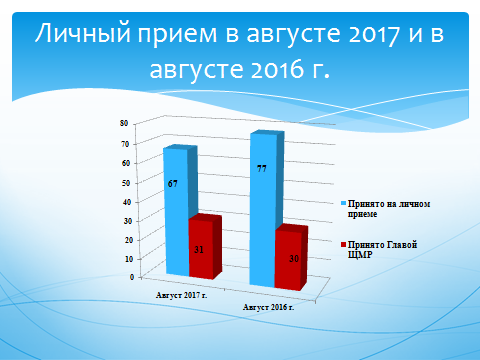 Личный прием в августе 2017 и в
августе 2016 г.
80
70
60
50
40
30
20
10
0
67
31
77
30
Август 2017 г.
Август 2016 г.
Принято на личном
приеме
Принято Главой
ЩМР